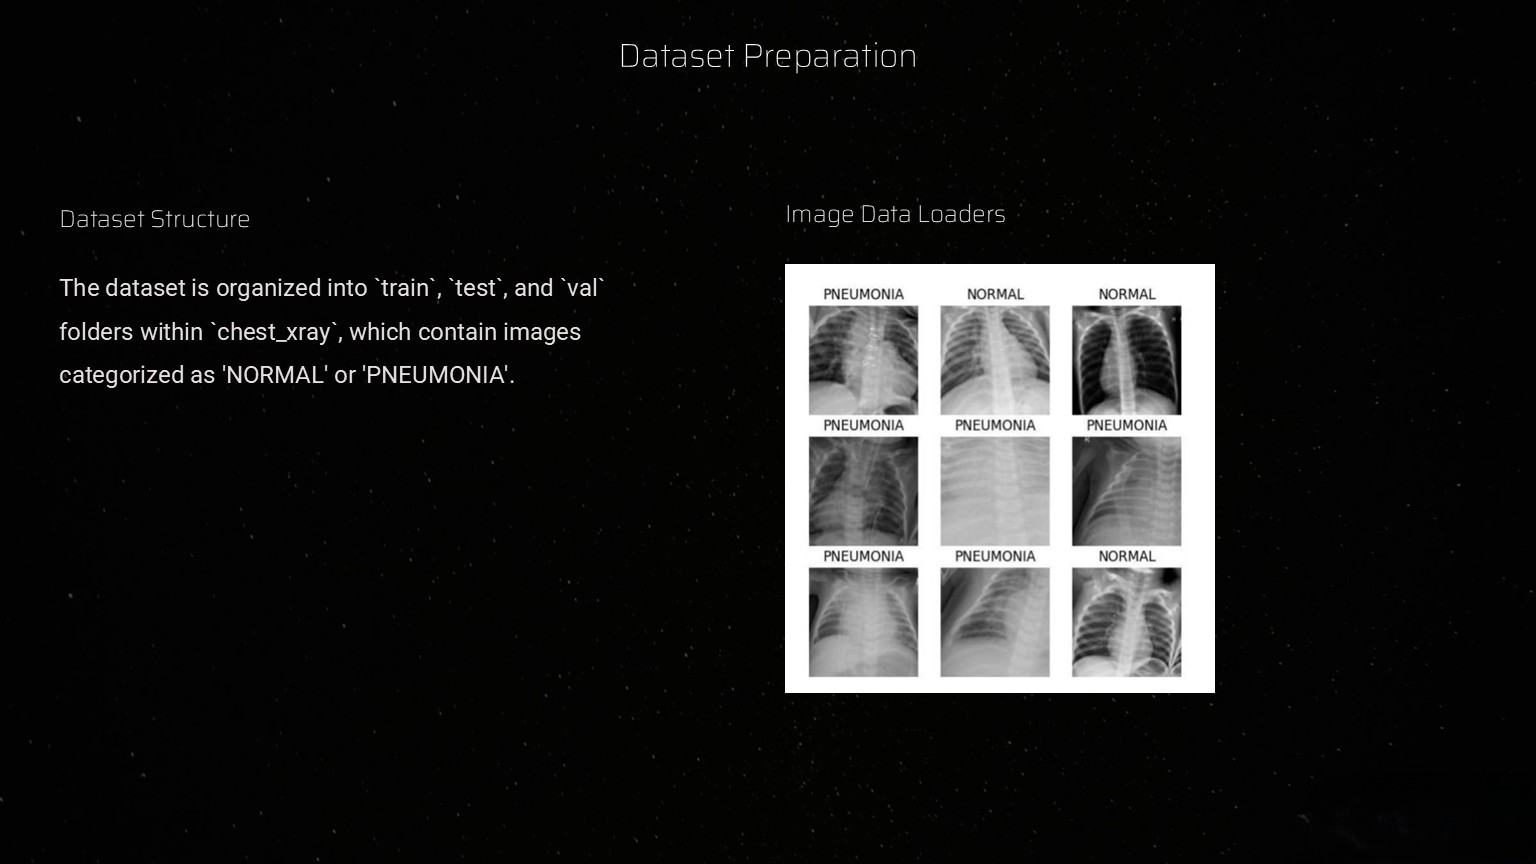 Dataset Preparation
Dataset Structure
The dataset is organized into `train`, `test`, and `val`
folders within `chest_xray`, which contain images
categorized as 'NORMAL' or 'PNEUMONIA'.
Image Data Loaders
PNEUMONIA NORMAL NORMAL
PNEUMONIA PNEUMONIA PNEUMONIA
PNEUMONIA PNEUMONIA NORMAL